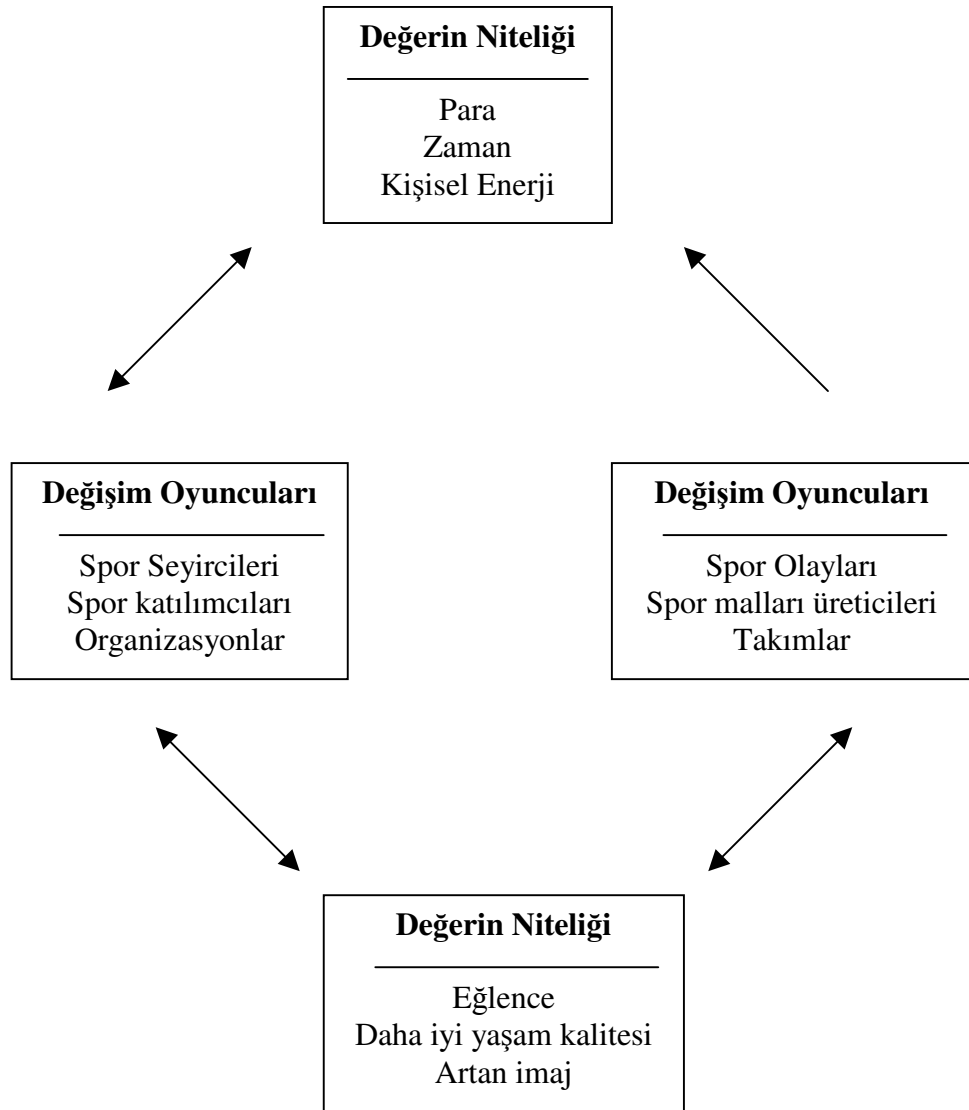 Değerin Niteliği
Para
Zaman
Kişisel Enerji
Değişim Oyuncuları
Spor Seyircileri
Spor katılımcıları
Organizasyonlar
Değişim Oyuncuları
Spor Olayları
Spor malları üreticileri
Takımlar
Değerin Niteliği
Eğlence
Daha iyi yaşam kalitesi
Artan imaj